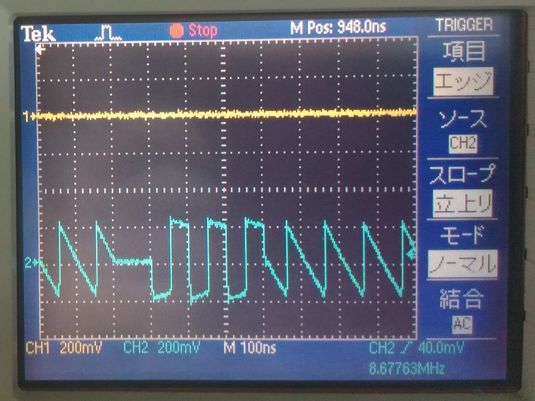 Tek Stop M Pos: 948.0ns TRIGGER
項目
エッジ
ソース
CH2
スロープ
立上り
モード
ノーマル
結合
AC
1
2
CH1 200mV CH2 200mV M 100ns CH2 40.0mV
8.67763MHz